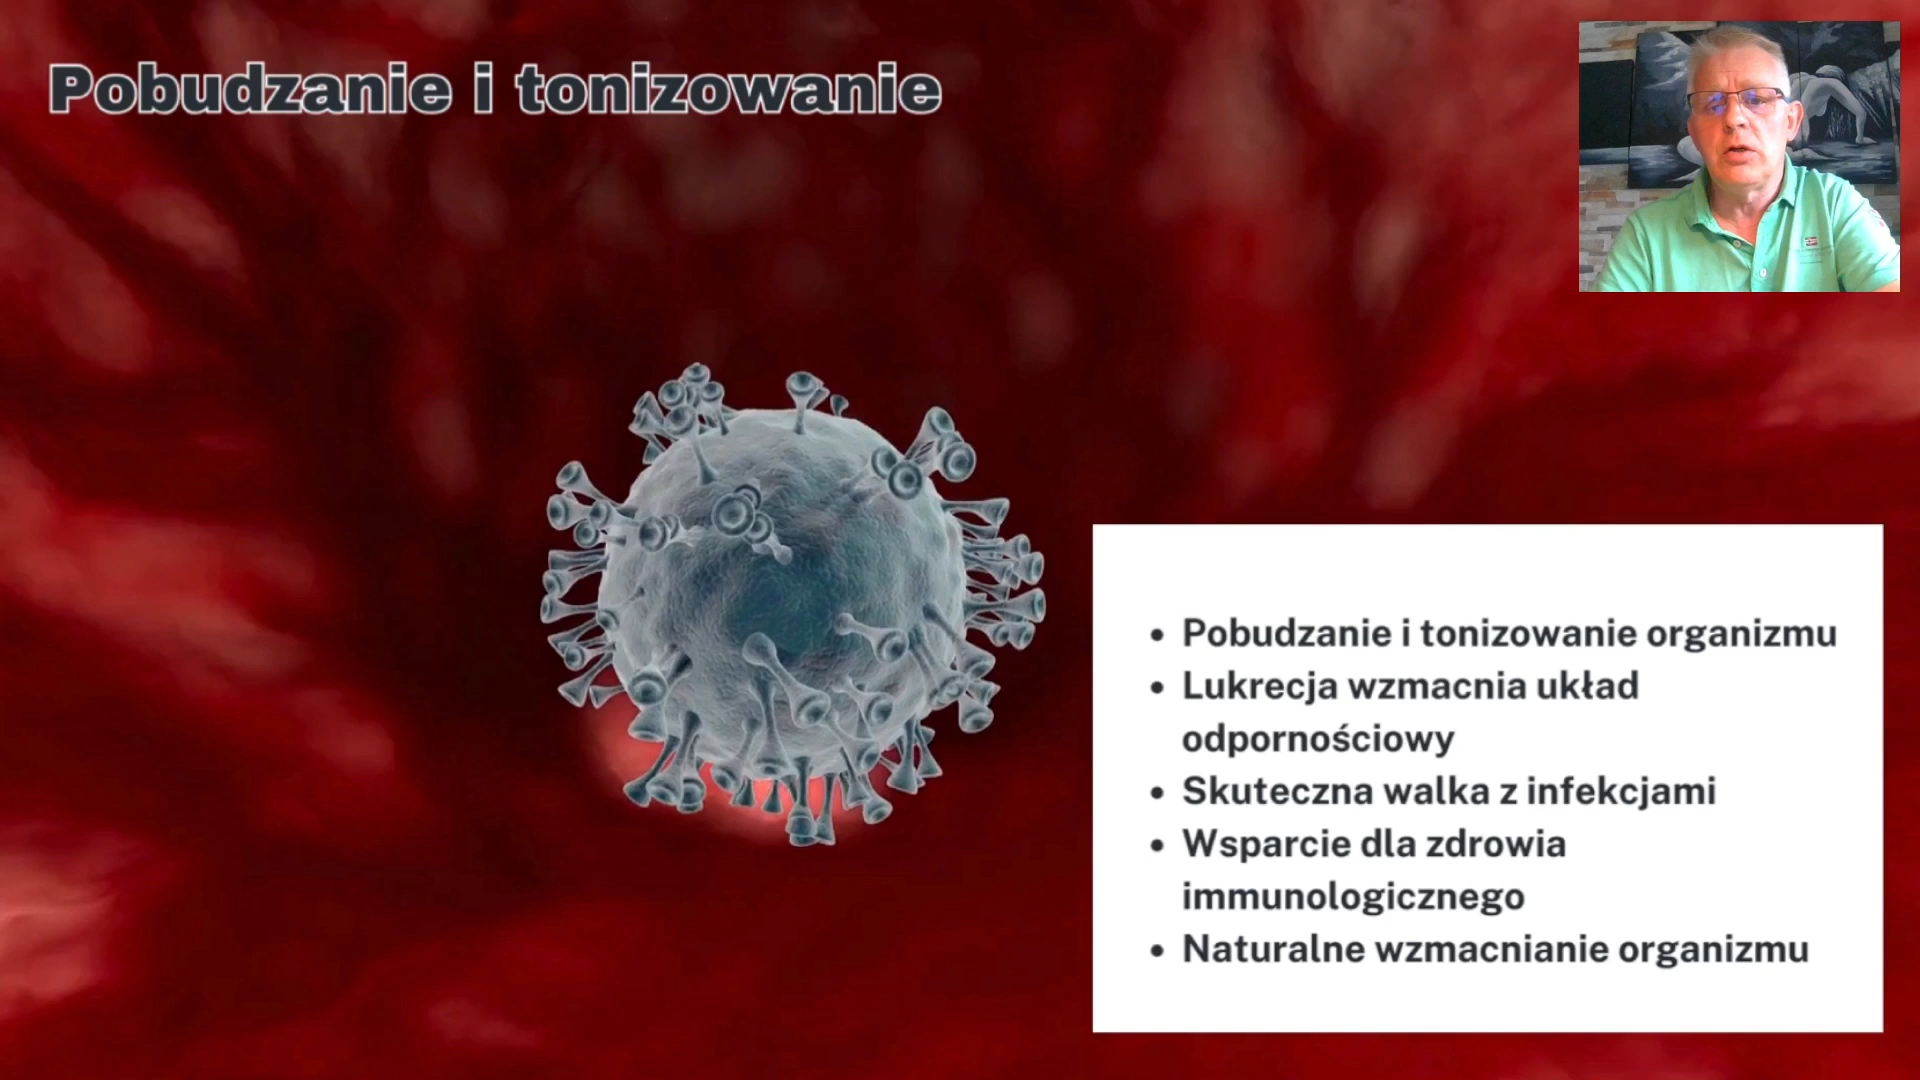 Pobudzanie i tonizowanie
• Pobudzanie i tonizowanie organizmu
• Lukrecja wzmacnia układ
odpornościowy
• Skuteczna walka z infekcjami
• Wsparcie dla zdrowia
immunologicznego
• Naturalne wzmacnianie organizmu